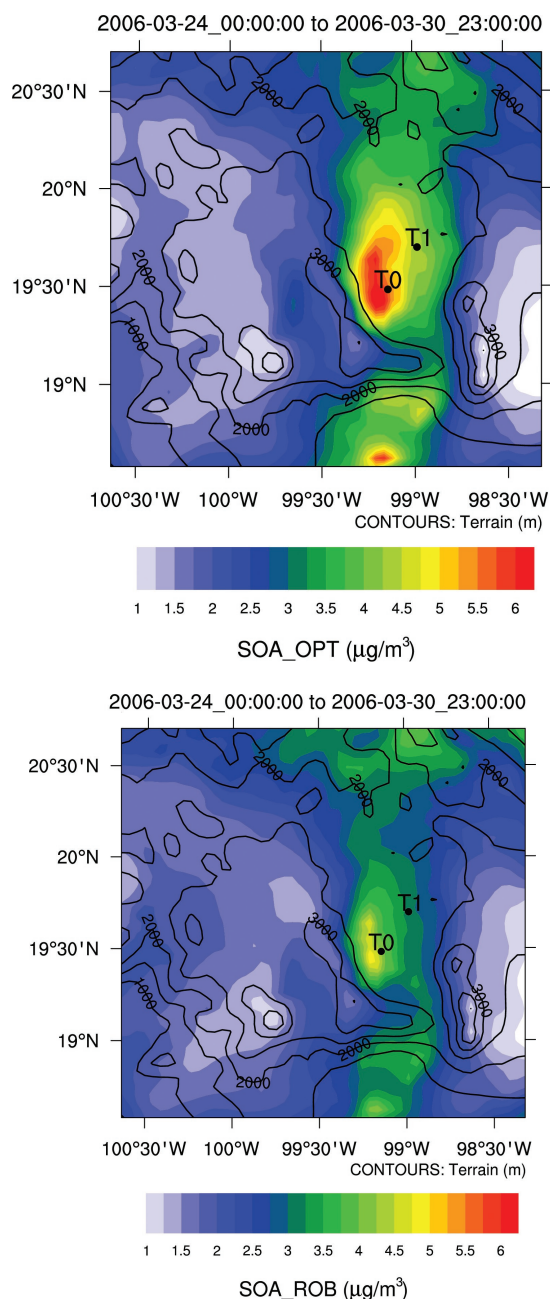 2006-03-24_00:00:00 to 2006-03-30_23:00:00
20°30'N
20°N
19°30'N
19°N
2000
2000
2000
T1
3000
T0
2000
1000
3000
2000
2000
100°30'W 100°W 99°30'W 99°W 98°30'W
CONTOURS: Terrain (m)
1 1.5 2 2.5 3 3.5 4 4.5 5 5.5 6
SOA_OPT (μg/m³)
2006-03-24_00:00:00 to 2006-03-30_23:00:00
20°30'N
20°N
19°30'N
19°N
2000
2000
2000
T1
3000
T0
2000
1000
3000
2000
2000
100°30'W 100°W 99°30'W 99°W 98°30'W
CONTOURS: Terrain (m)
1 1.5 2 2.5 3 3.5 4 4.5 5 5.5 6
SOA_ROB (μg/m³)